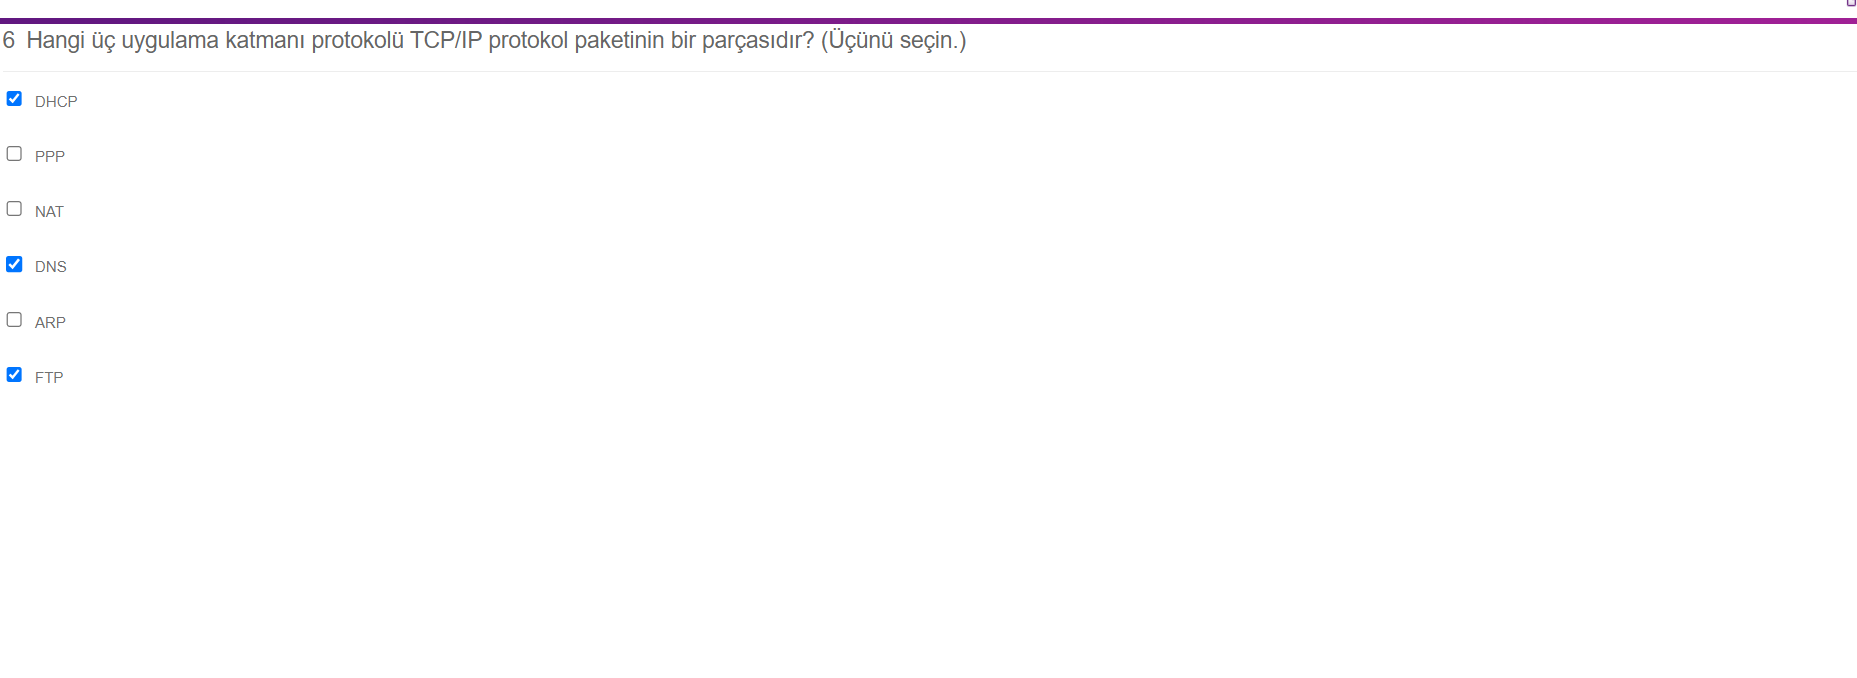 6 Hangi üç uygulama katmanı protokolü TCP/IP protokol paketinin bir parçasıdır? (Üçünü seçin.)
DHCP
PPP
NAT
DNS
ARP
FTP